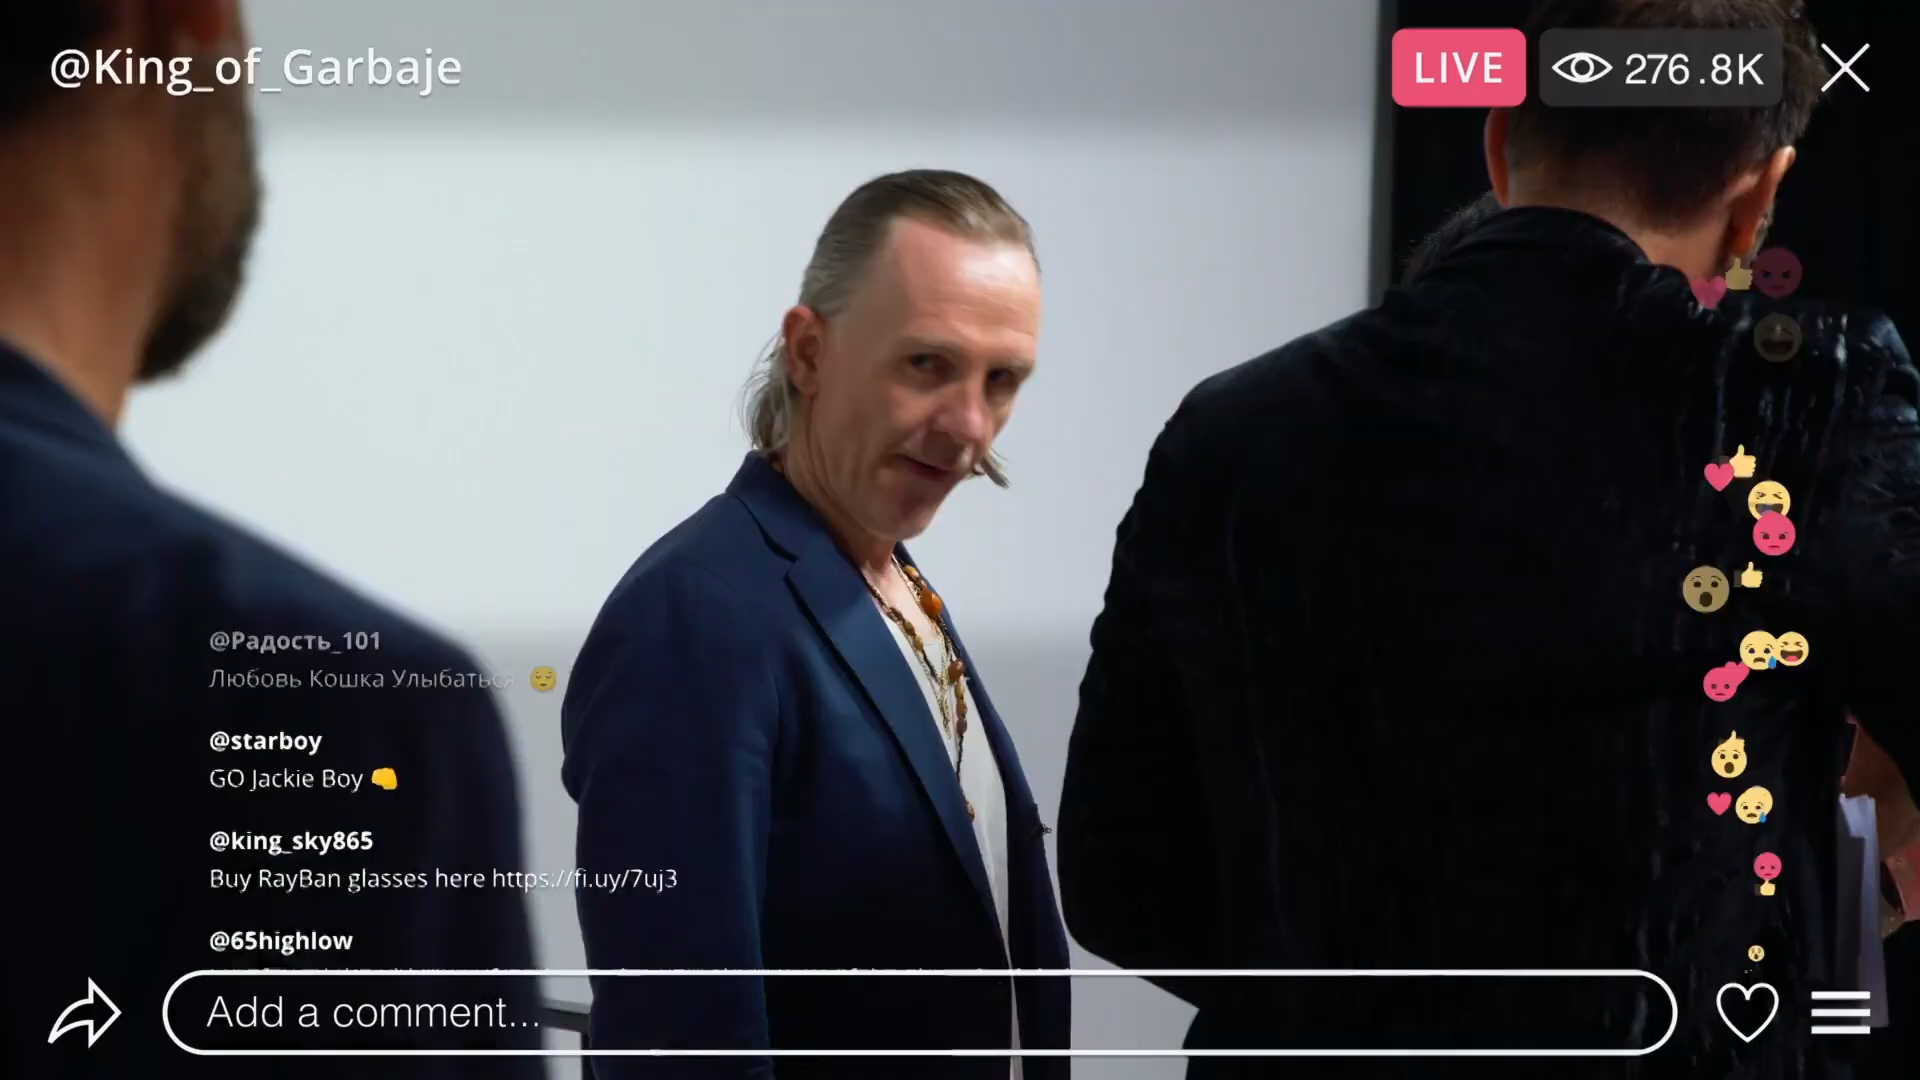 @King_of_Garbaje
LIVE
276.8K
@Радость_101
Любовь Кошка Улыбаться 😌
@starboy
GO Jackie Boy 👊
@king_sky865
Buy RayBan glasses here https://fi.uy/7uj3
@65highlow
Add a comment...